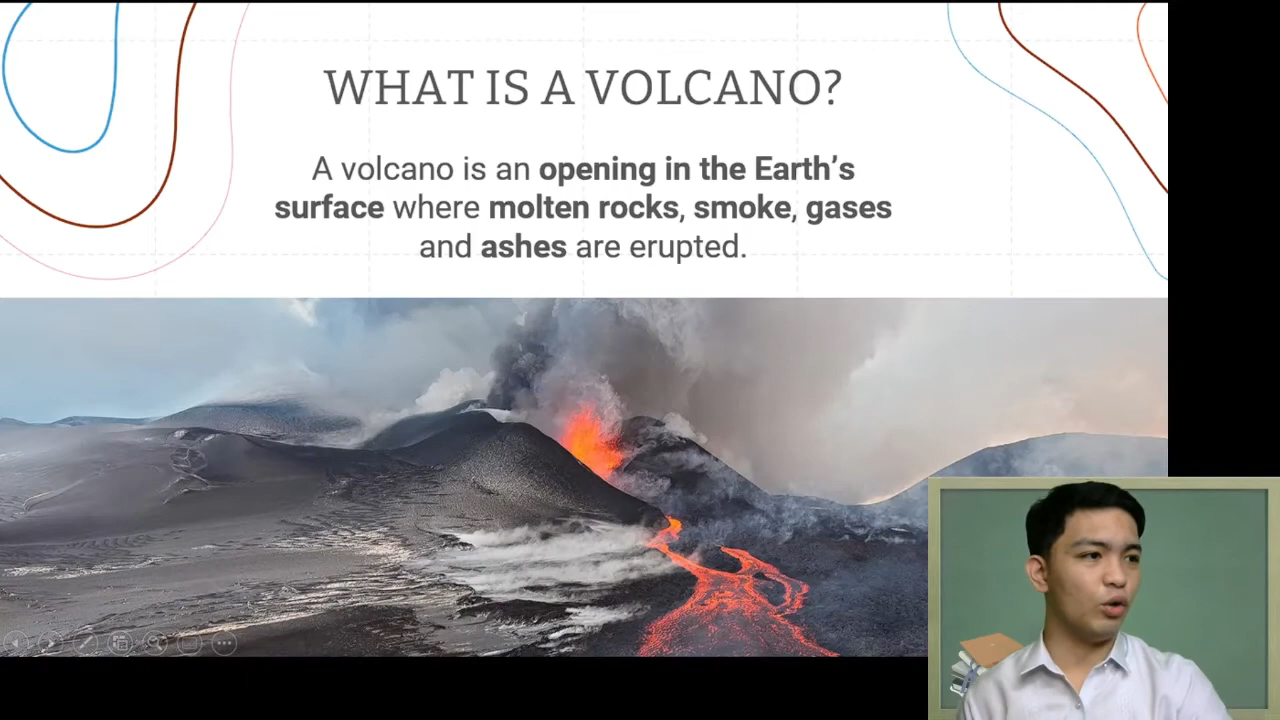 WHAT IS A VOLCANO?
A volcano is an opening in the Earth’s
surface where molten rocks, smoke, gases
and ashes are erupted.